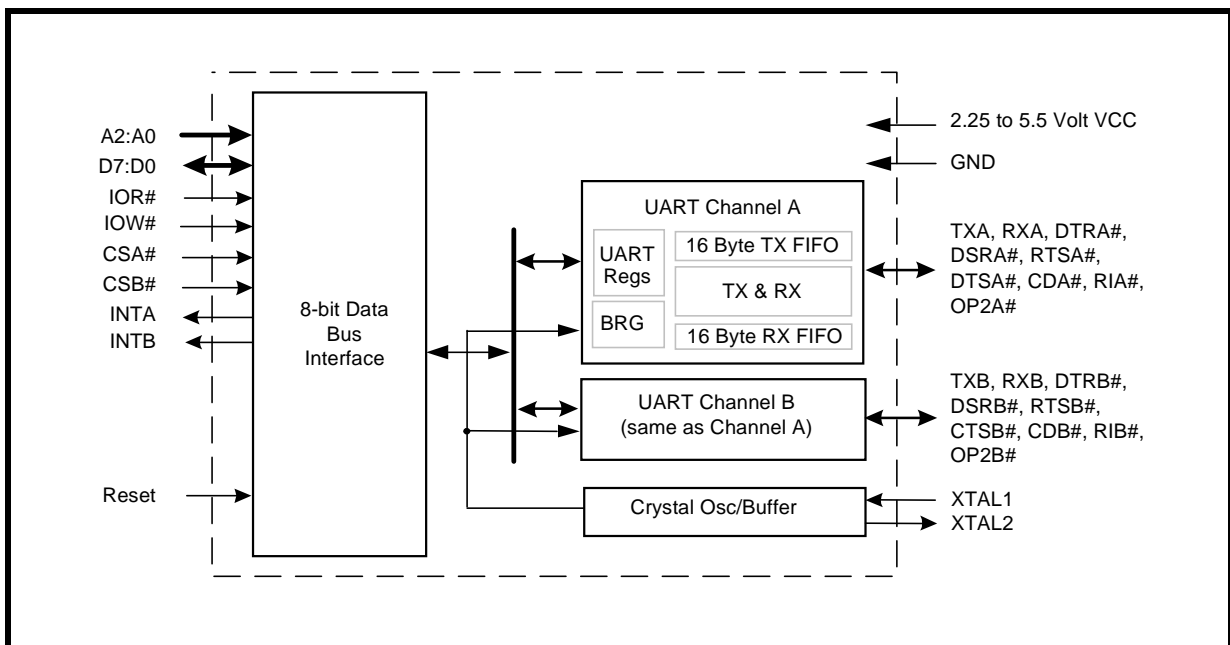 A2:A0
D7:D0
IOR#
IOW#
CSA#
CSB#
INTA
INTB
Reset
8-bit Data
Bus
Interface
UART Channel A
UART
Regs
BRG
16 Byte TX FIFO
TX & RX
16 Byte RX FIFO
UART Channel B
(same as Channel A)
Crystal Osc/Buffer
2.25 to 5.5 Volt VCC
GND
TXA, RXA, DTRA#,
DSRA#, RTSA#,
DTSA#, CDA#, RIA#,
OP2A#
TXB, RXB, DTRB#,
DSRB#, RTSB#,
CTSB#, CDB#, RIB#,
OP2B#
XTAL1
XTAL2